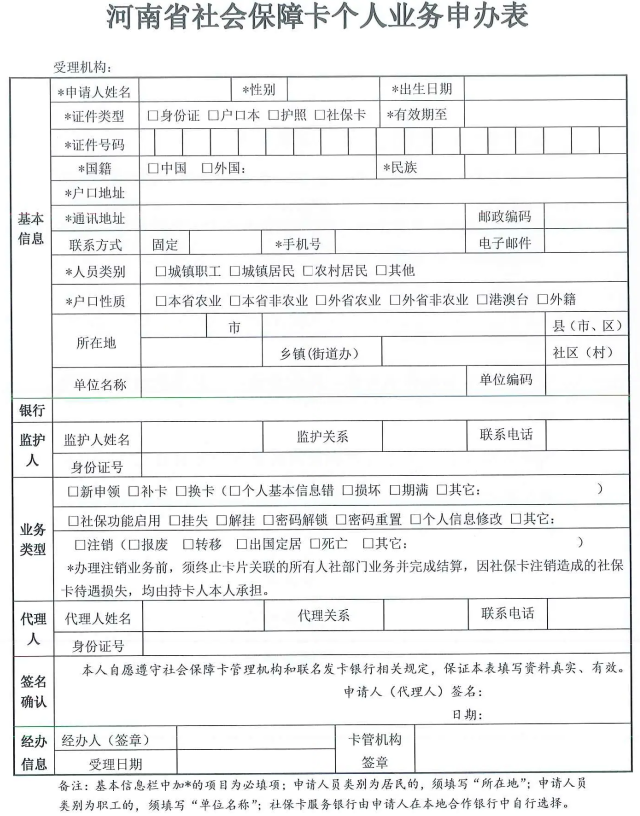 河南省社会保障卡个人业务申办表
受理机构：
基本信息
*申请人姓名 *性别 *出生日期
*证件类型 □身份证 □户口本 □护照 □社保卡 *有效期至
*证件号码
*国籍 □中国 □外国： *民族
*户口地址
*通讯地址 邮政编码
联系方式 固定 *手机号 电子邮件
*人员类别 □城镇职工 □城镇居民 □农村居民 □其他
*户口性质 □本省农业 □本省非农业 □外省农业 □外省非农业 □港澳台 □外籍
所在地 市 县（市、区）
乡镇(街道办） 社区（村）
单位名称 单位编码
银行
监护人
监护人姓名 监护关系 联系电话
身份证号
业务类型
□新申领 □补卡 □换卡（□个人基本信息错 □损坏 □期满 □其它： ）
□社保功能启用 □挂失 □解挂 □密码解锁 □密码重置 □个人信息修改 □其它：
□注销（□报废 □转移 □出国定居 □死亡 □其它： ）
*办理注销业务前，须终止卡片关联的所有人社部门业务并完成结算，因社保卡注销造成的社保
卡待遇损失，均由持卡人本人承担。
代理人
代理人姓名 代理关系 联系电话
身份证号
签名确认
本人自愿遵守社会保障卡管理机构和联名发卡银行相关规定，保证本表填写资料真实、有效。
申请人（代理人）签名：
日期：
经办信息
经办人（签章） 卡管机构签章
受理日期
备注：基本信息栏中加*的项目为必填项；申请人员类别为居民的，须填写“所在地”；申请人员
类别为职工的，须填写“单位名称”；社保卡服务银行由申请人在本地合作银行中自行选择。